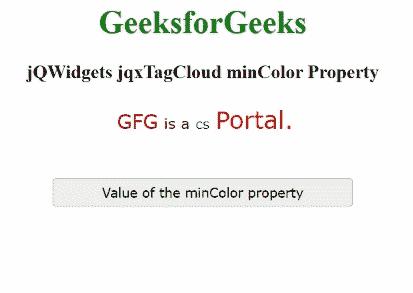 GeeksforGeeks
jQWidgets jqxTagCloud minColor Property
GFG is a cs Portal.
Value of the minColor property